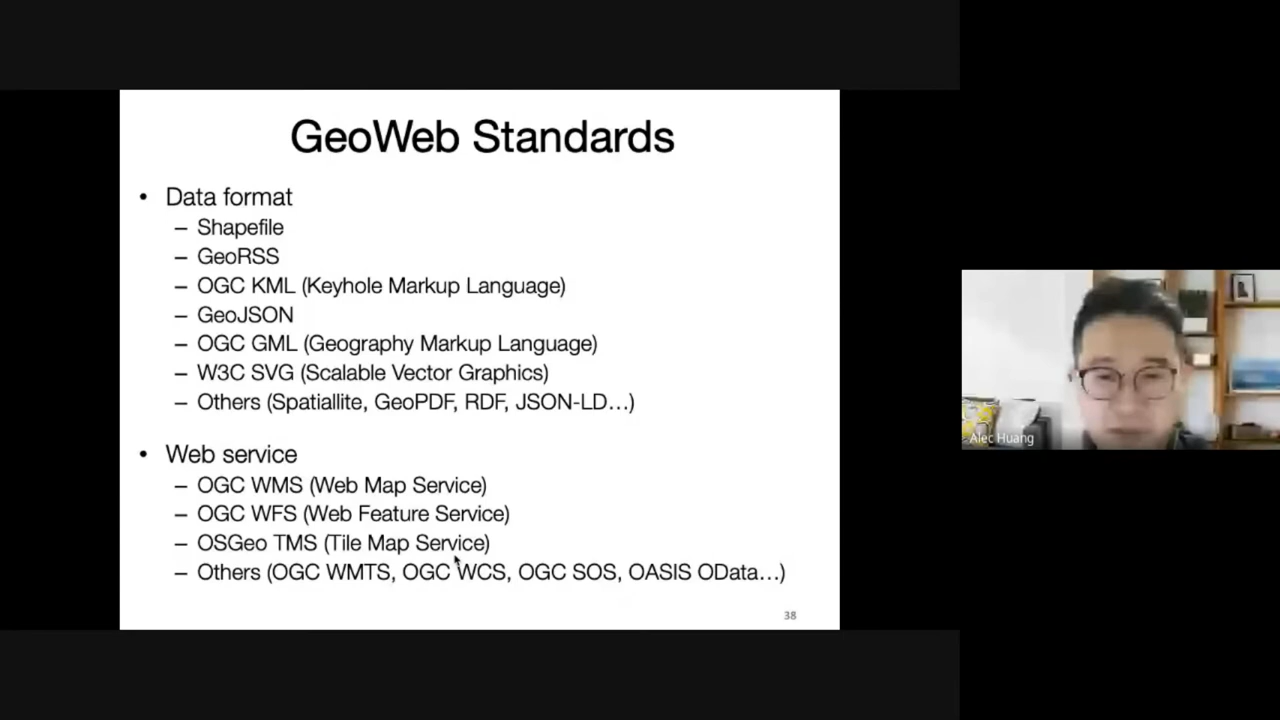 GeoWeb Standards
• Data format
– Shapefile
– GeoRSS
– OGC KML (Keyhole Markup Language)
– GeoJSON
– OGC GML (Geography Markup Language)
– W3C SVG (Scalable Vector Graphics)
– Others (Spatiallite, GeoPDF, RDF, JSON-LD…)
• Web service
– OGC WMS (Web Map Service)
– OGC WFS (Web Feature Service)
– OSGeo TMS (Tile Map Service)
– Others (OGC WMTS, OGC WCS, OGC SOS, OASIS OData…)
38
Alec Huang